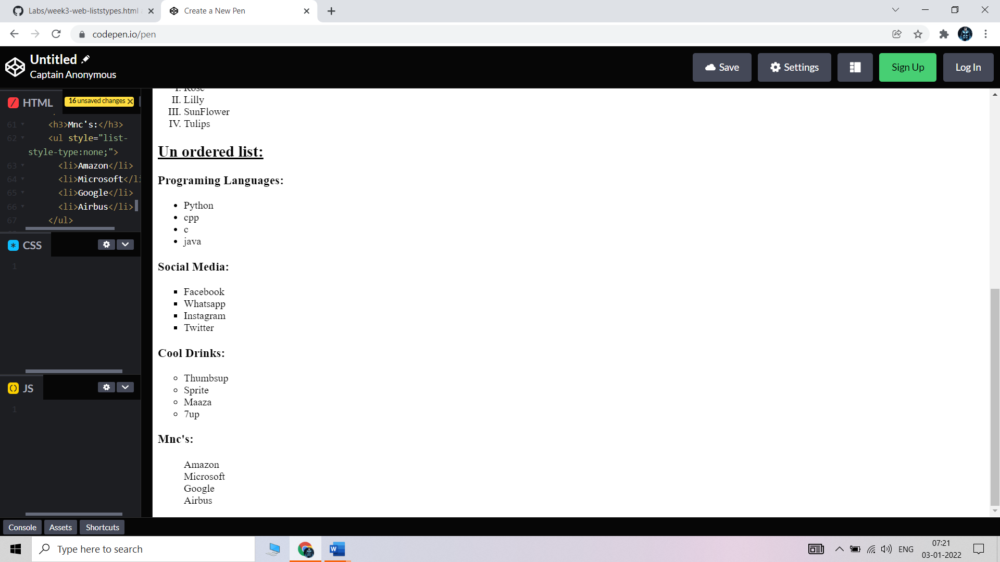 Labs/week3-web-liststypes.html
Create a New Pen
codepen.io/pen
Untitled
Captain Anonymous
Save
Settings
Sign Up
Log In
HTML
16 unsaved changes
61 <h3>Mnc's:</h3>
62 <ul style="list-
style-type:none;">
63 <li>Amazon</li>
64 <li>Microsoft</li
65 <li>Google</li>
66 <li>Airbus</li>
67 </ul>
CSS
1
JS
1
I. Rose
II. Lilly
III. SunFlower
IV. Tulips
Un ordered list:
Programing Languages:
• Python
• cpp
• c
• java
Social Media:
▪ Facebook
▪ Whatsapp
▪ Instagram
▪ Twitter
Cool Drinks:
◦ Thumbsup
◦ Sprite
◦ Maaza
◦ 7up
Mnc's:
Amazon
Microsoft
Google
Airbus
Console
Assets
Shortcuts
Type here to search
W
ENG
07:21
03-01-2022